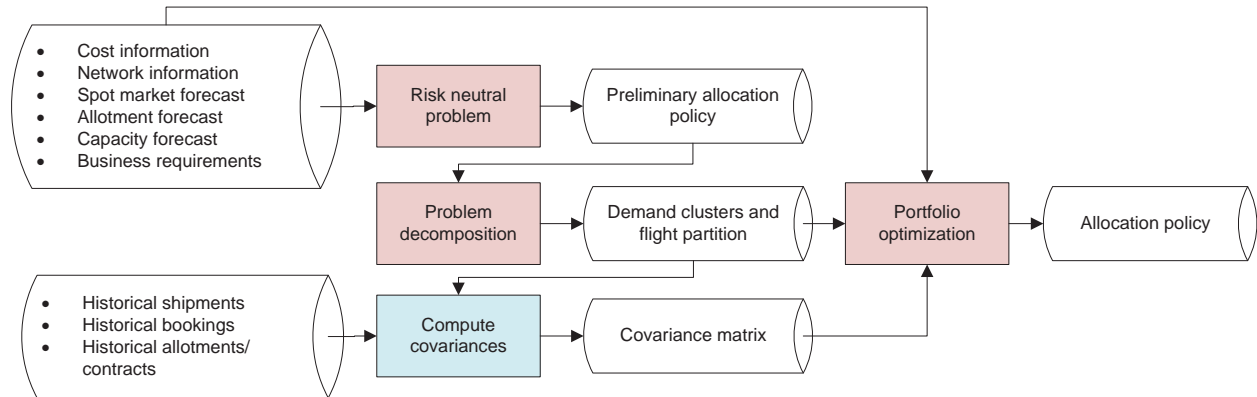 • Cost information
• Network information
• Spot market forecast
• Allotment forecast
• Capacity forecast
• Business requirements
Risk neutral
problem
Preliminary allocation
policy
Problem
decomposition
Demand clusters and
flight partition
Portfolio
optimization
Allocation policy
• Historical shipments
• Historical bookings
• Historical allotments/
contracts
Compute
covariances
Covariance matrix